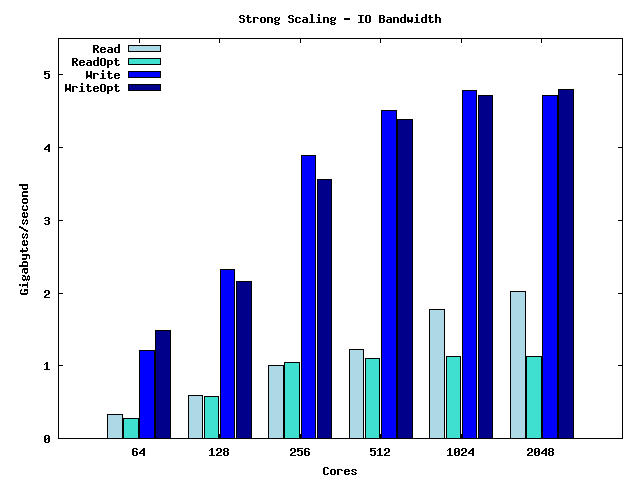 Strong Scaling - IO Bandwidth
Read
ReadOpt
Write
WriteOpt
5
4
3
2
1
0
Gigabytes/second
64 128 256 512 1024 2048
Cores